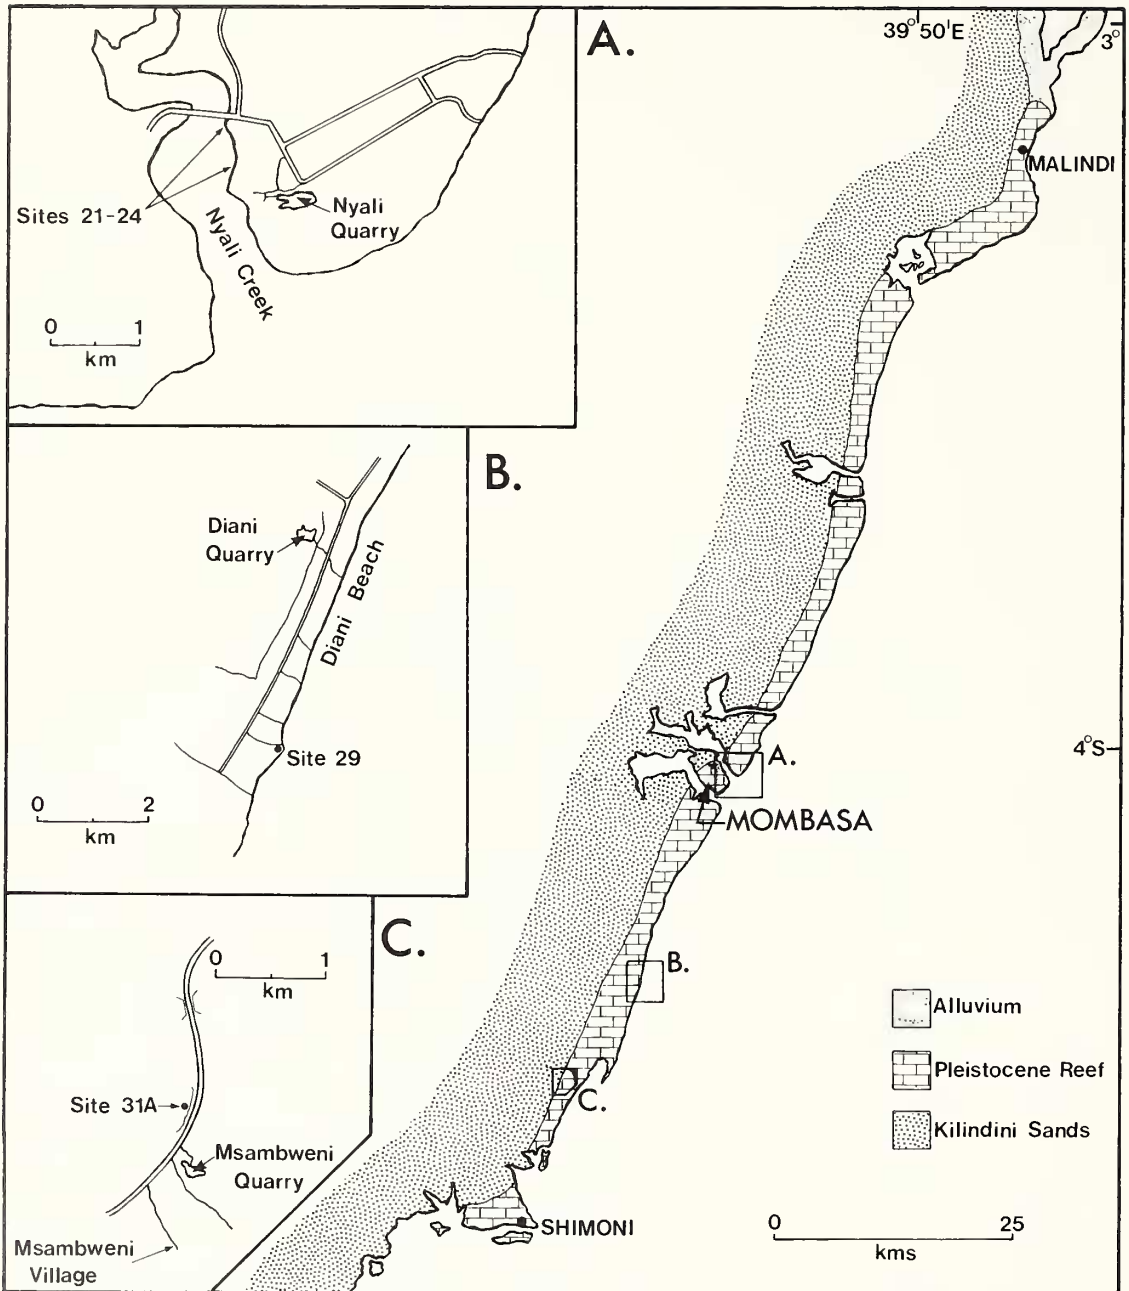 A.
39°50'E
3°
MALINDI
Sites 21-24
Nyali Creek
Nyali
Quarry
0 1
km
B.
Diani
Quarry
Diani Beach
Site 29
0 2
km
4°S
A.
MOMBASA
C.
0 1
km
Site 31A
Msambweni
Quarry
Msambweni
Village
B.
C.
Alluvium
Pleistocene Reef
Kilindini Sands
SHIMONI
0 25
kms